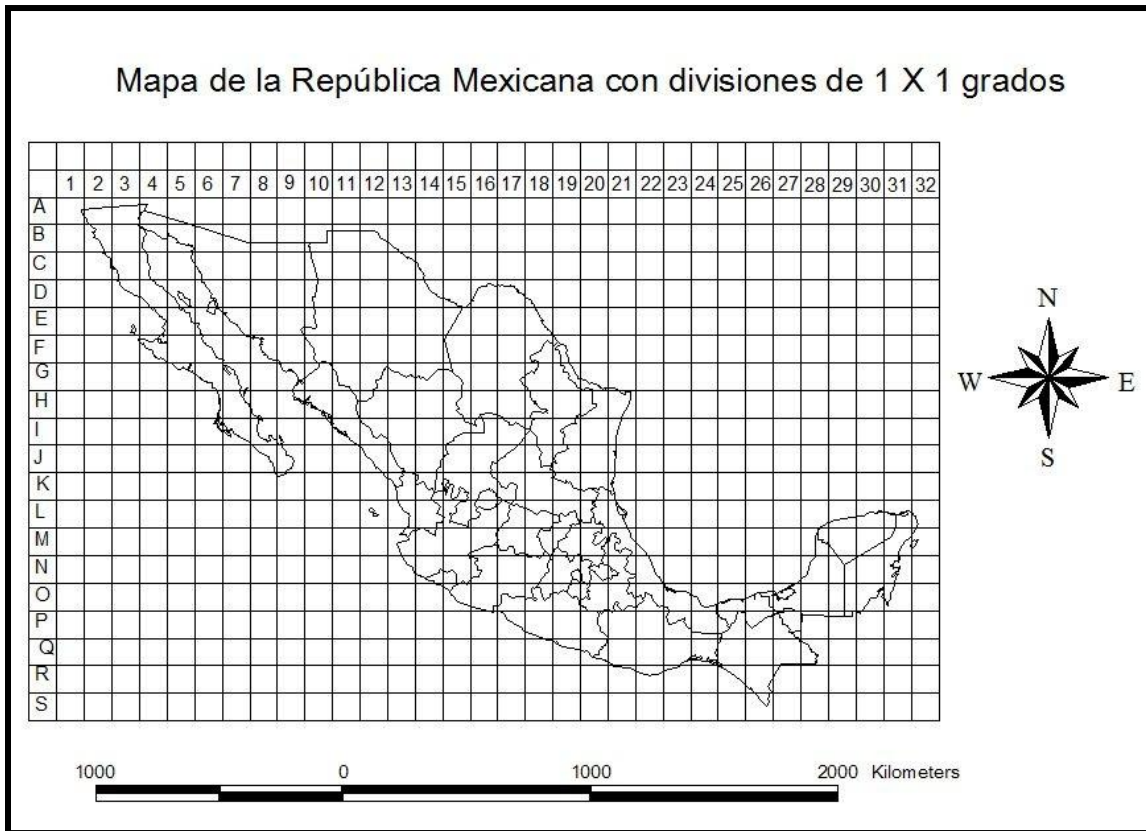 Mapa de la República Mexicana con divisiones de 1 X 1 grados
1 2 3 4 5 6 7 8 9 10 11 12 13 14 15 16 17 18 19 20 21 22 23 24 25 26 27 28 29 30 31 32
A
B
C
D
E
F
G
H
I
J
K
L
M
N
O
P
Q
R
S
N
W E
S
1000 0 1000 2000 Kilometers